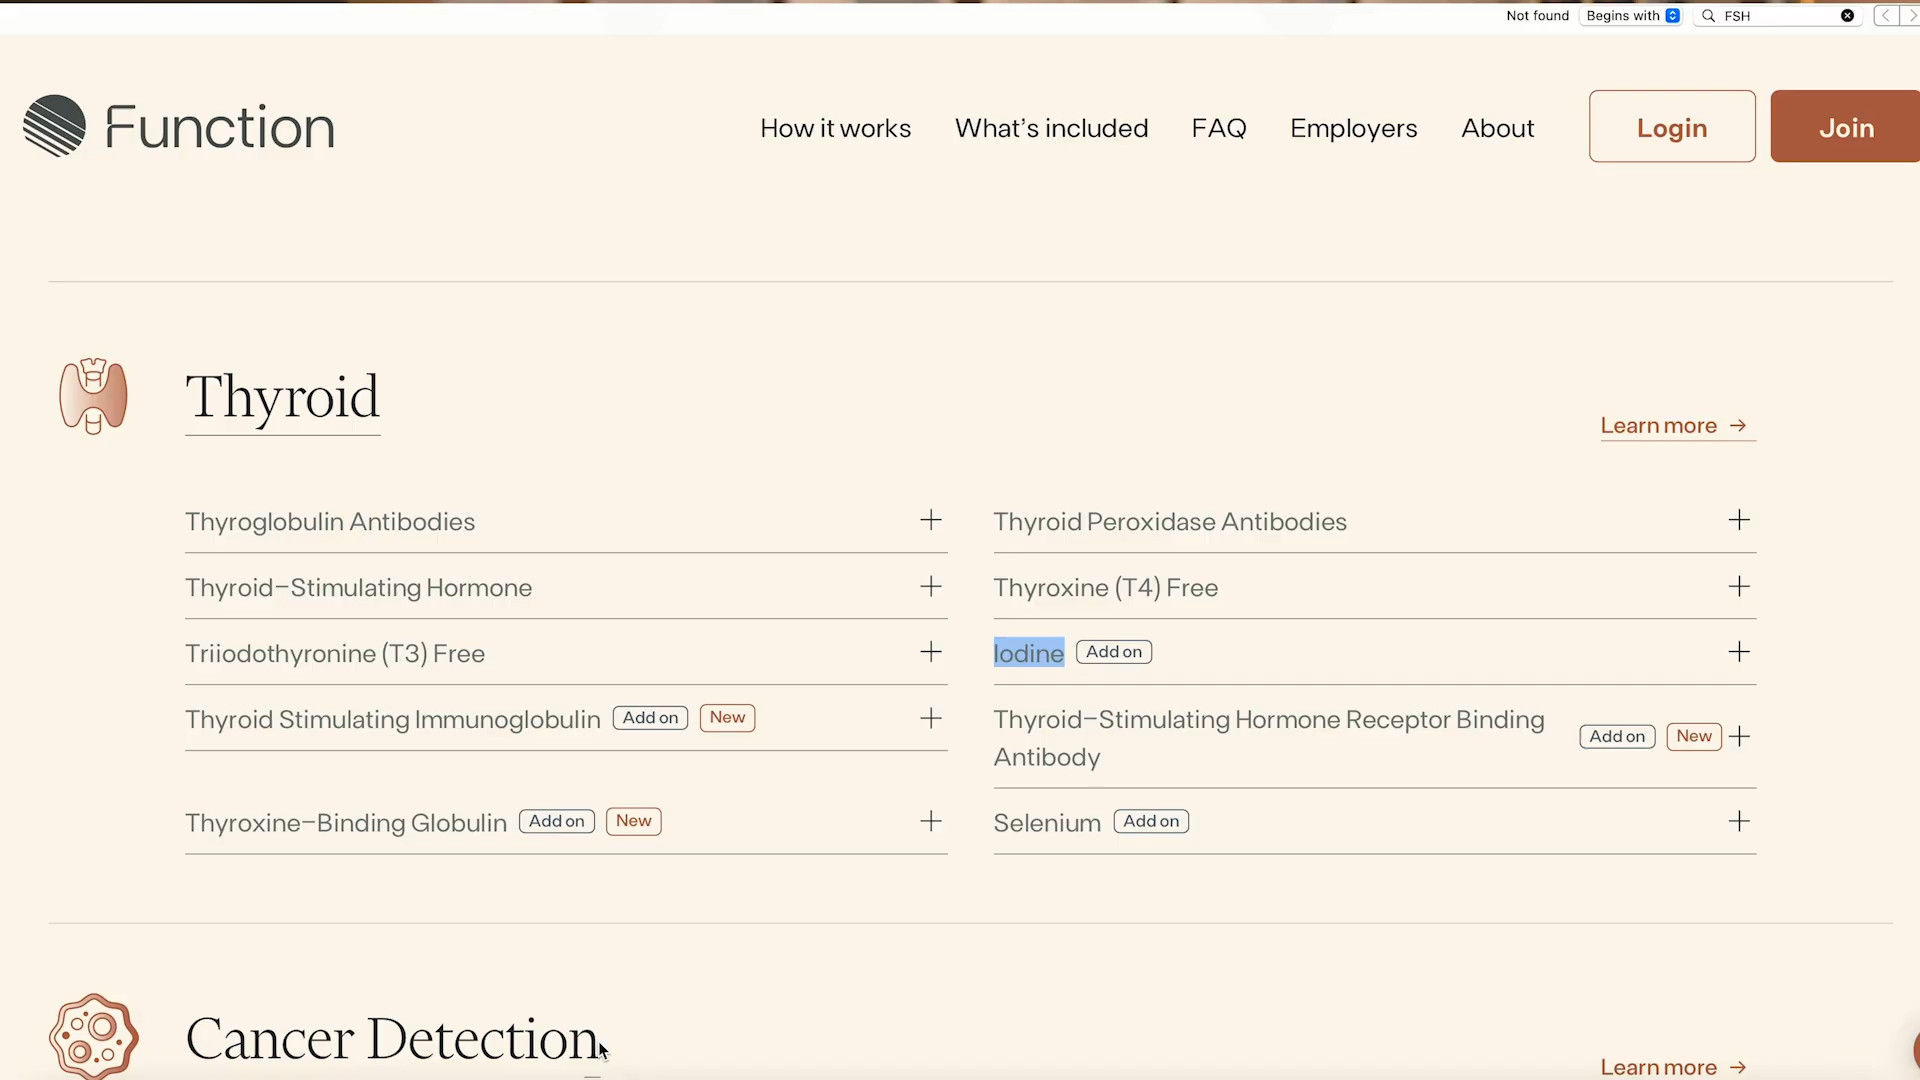 Not found Begins with FSH
Function
How it works What's included FAQ Employers About Login Join
Thyroid
Learn more →
Thyroglobulin Antibodies
Thyroid Peroxidase Antibodies
Thyroid-Stimulating Hormone
Thyroxine (T4) Free
Triiodothyronine (T3) Free
Iodine Add on
Thyroid Stimulating Immunoglobulin Add on New
Thyroid-Stimulating Hormone Receptor Binding
Antibody Add on New
Thyroxine-Binding Globulin Add on New
Selenium Add on
Cancer Detection
Learn more →